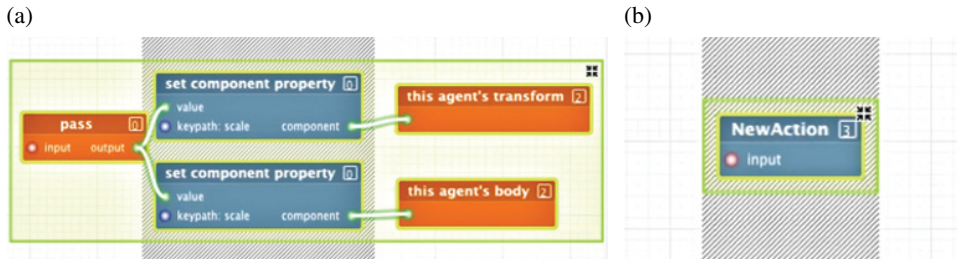 (a)
(b)
set component property 0
value
keypath: scale component
this agent's transform 2
pass 0
input output
set component property 0
value
keypath: scale component
this agent's body 2
NewAction 3
input